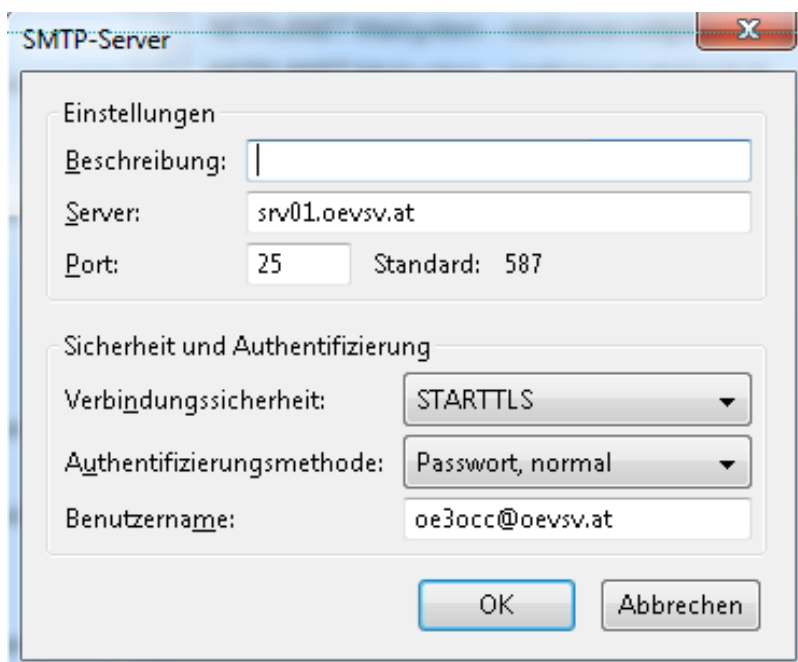 SMTP-Server
Einstellungen
Beschreibung:
Server: srv01.oevsv.at
Port: 25 Standard: 587
Sicherheit und Authentifizierung
Verbindungssicherheit: STARTTLS
Authentifizierungsmethode: Passwort, normal
Benutzername: oe3occ@oevsv.at
OK Abbrechen